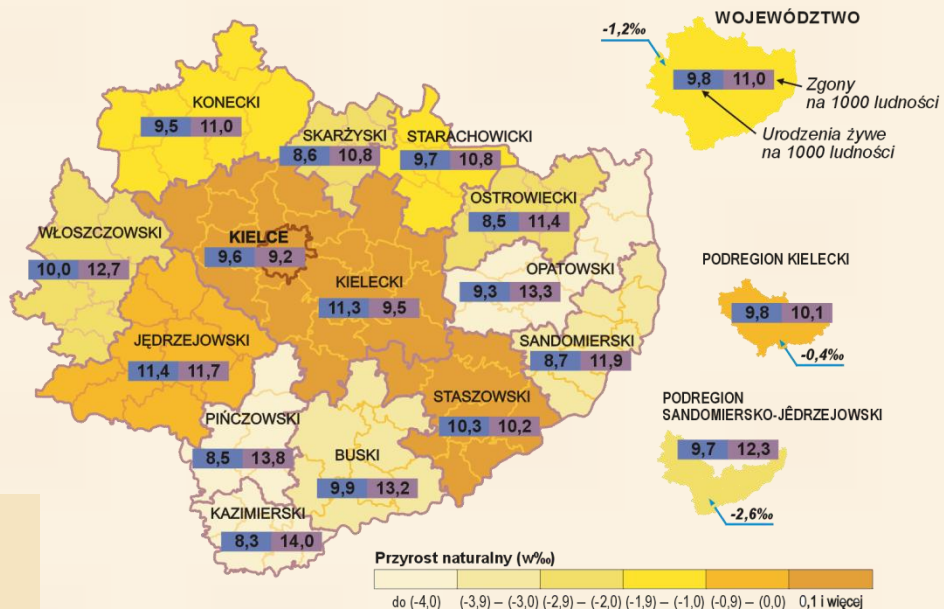 WOJEWÓDZTWO
-1,2‰
9,8 11,0
Zgony
na 1000 ludności
Urodzenia żywe
na 1000 ludności
KONECKI
9,5 11,0
SKARŻYSKI
8,6 10,8
STARACHOWICKI
9,7 10,8
OSTROWIECKI
8,5 11,4
WŁOSZCZOWSKI
10,0 12,7
KIELCE
9,6 9,2
KIELECKI
11,3 9,5
OPATOWSKI
9,3 13,3
JĘDRZEJOWSKI
11,4 11,7
SANDOMIERSKI
8,7 11,9
STASZOWSKI
10,3 10,2
PIŃCZOWSKI
8,5 13,8
BUSKI
9,9 13,2
KAZIMIERSKI
8,3 14,0
PODREGION KIELECKI
9,8 10,1
-0,4‰
PODREGION
SANDOMIERSKO-JÊDRZEJOWSKI
9,7 12,3
-2,6‰
Przyrost naturalny (w‰)
do (-4,0) (-3,9) – (-3,0) (-2,9) – (-2,0) (-1,9) – (-1,0) (-0,9) – (0,0) 0,1 i więcej